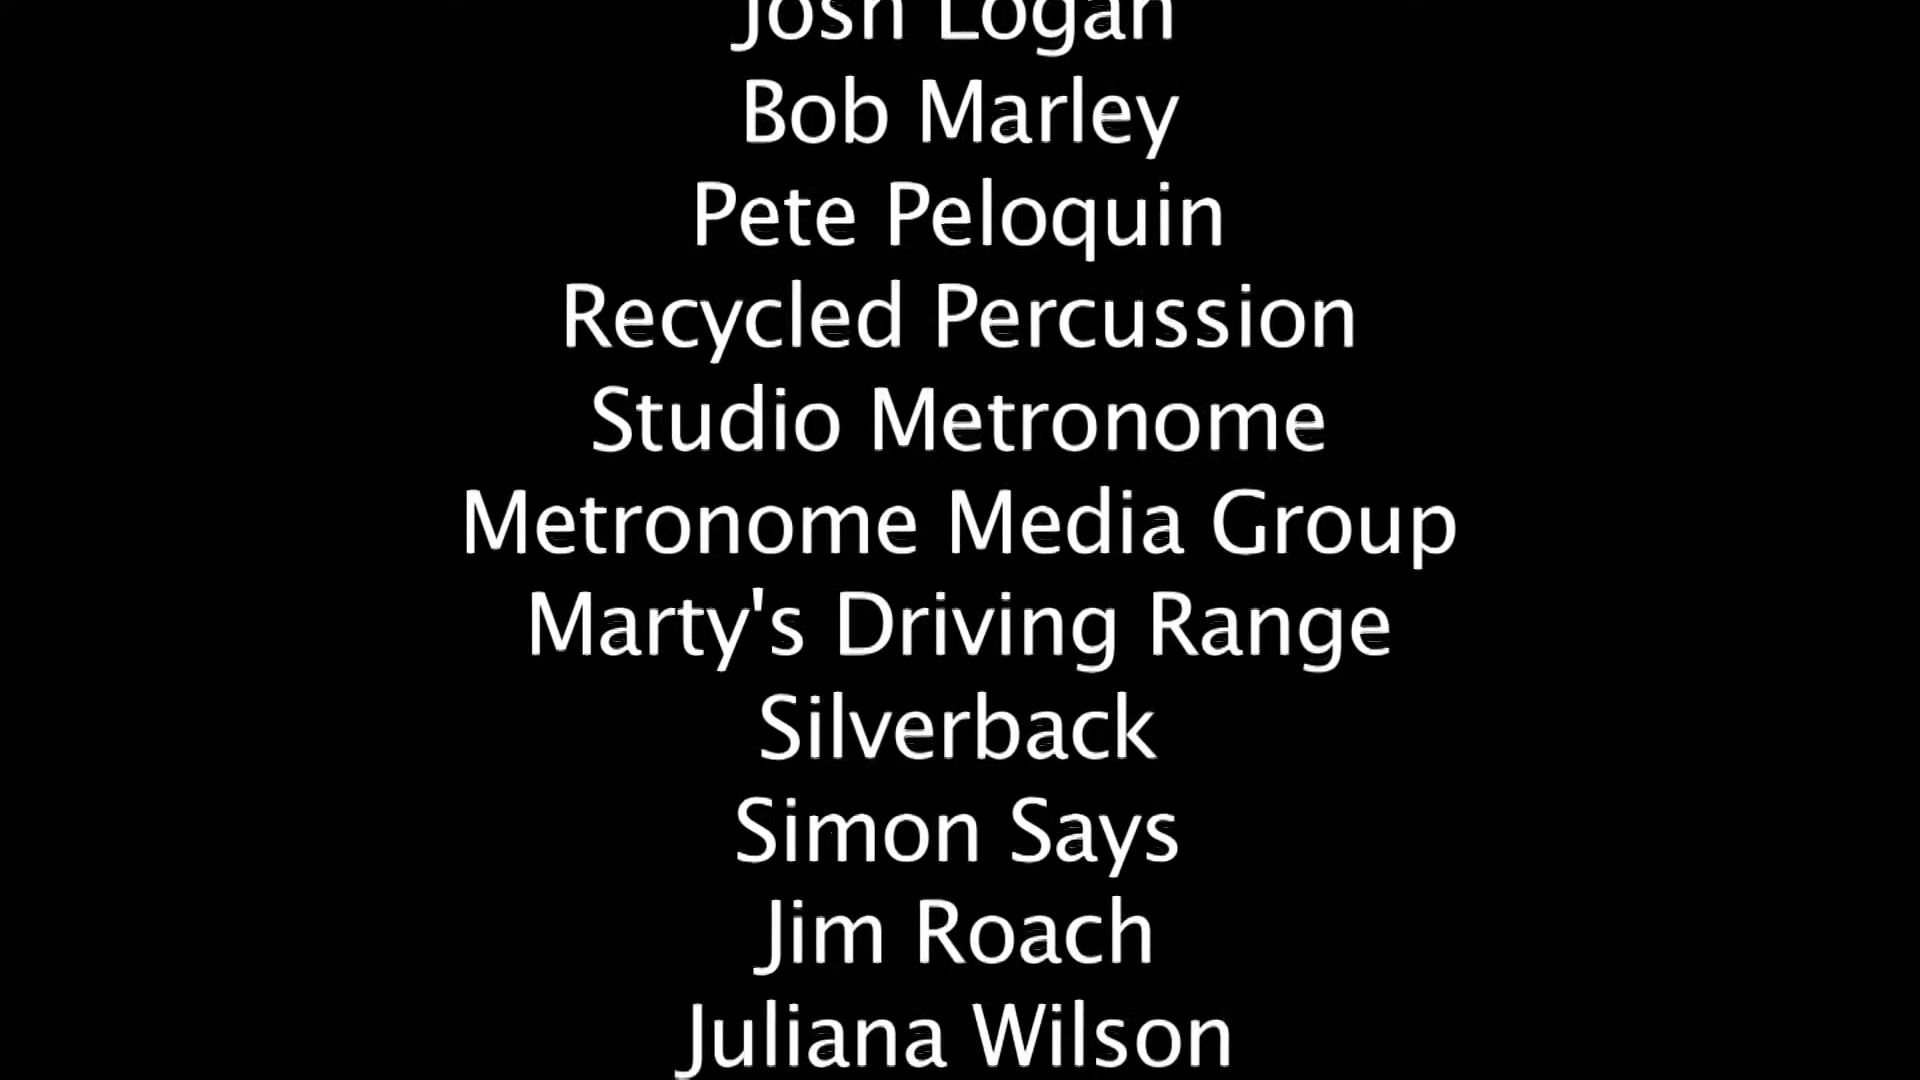 Josh Logan
Bob Marley
Pete Peloquin
Recycled Percussion
Studio Metronome
Metronome Media Group
Marty's Driving Range
Silverback
Simon Says
Jim Roach
Juliana Wilson